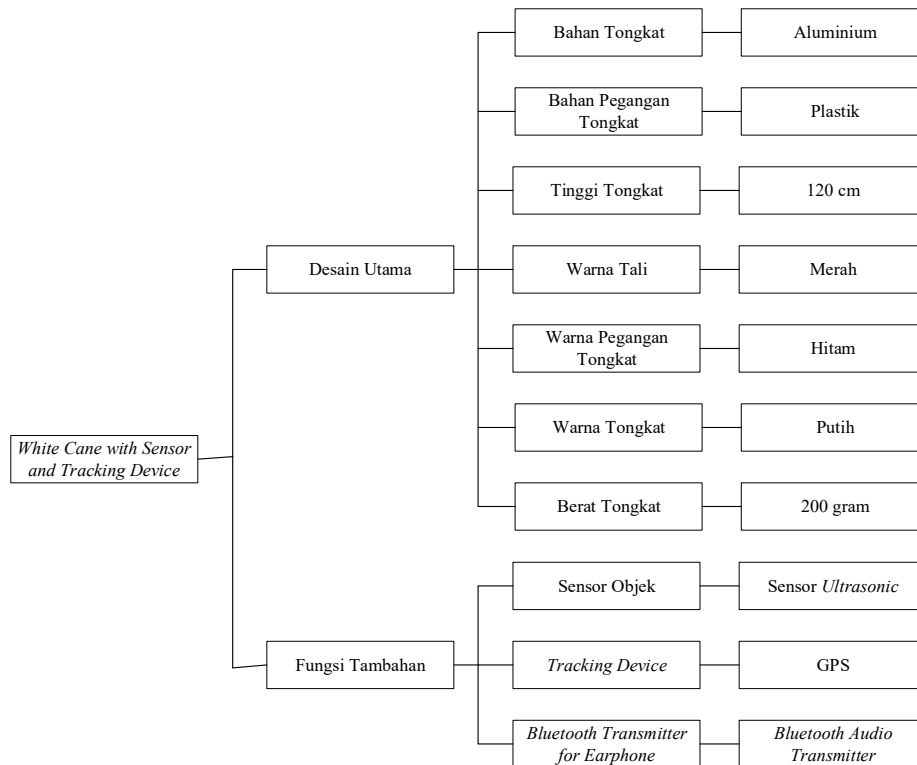 Bahan Tongkat
Aluminium
Bahan Pegangan
Tongkat
Plastik
Tinggi Tongkat
120 cm
Desain Utama
Warna Tali
Merah
Warna Pegangan
Tongkat
Hitam
White Cane with Sensor
and Tracking Device
Warna Tongkat
Putih
Berat Tongkat
200 gram
Sensor Objek
Sensor Ultrasonic
Fungsi Tambahan
Tracking Device
GPS
Bluetooth Transmitter
for Earphone
Bluetooth Audio
Transmitter